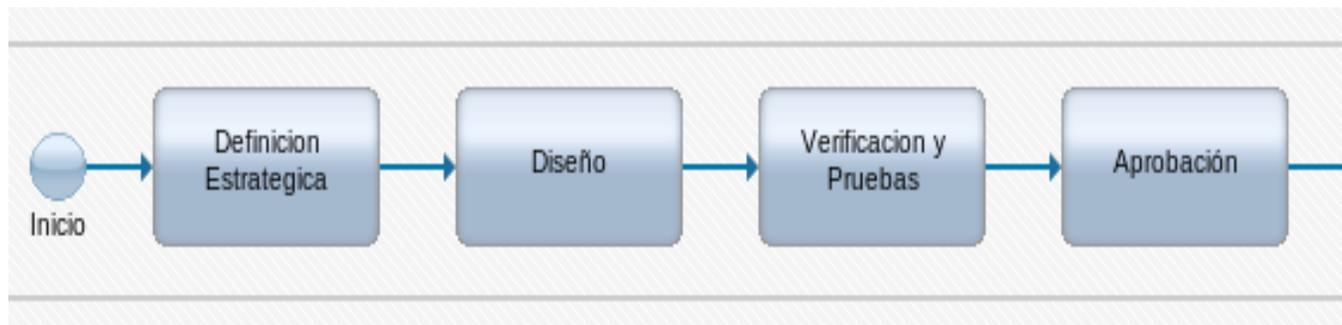 Inicio
Definicion
Estrategica
Diseño
Verificacion y
Pruebas
Aprobación